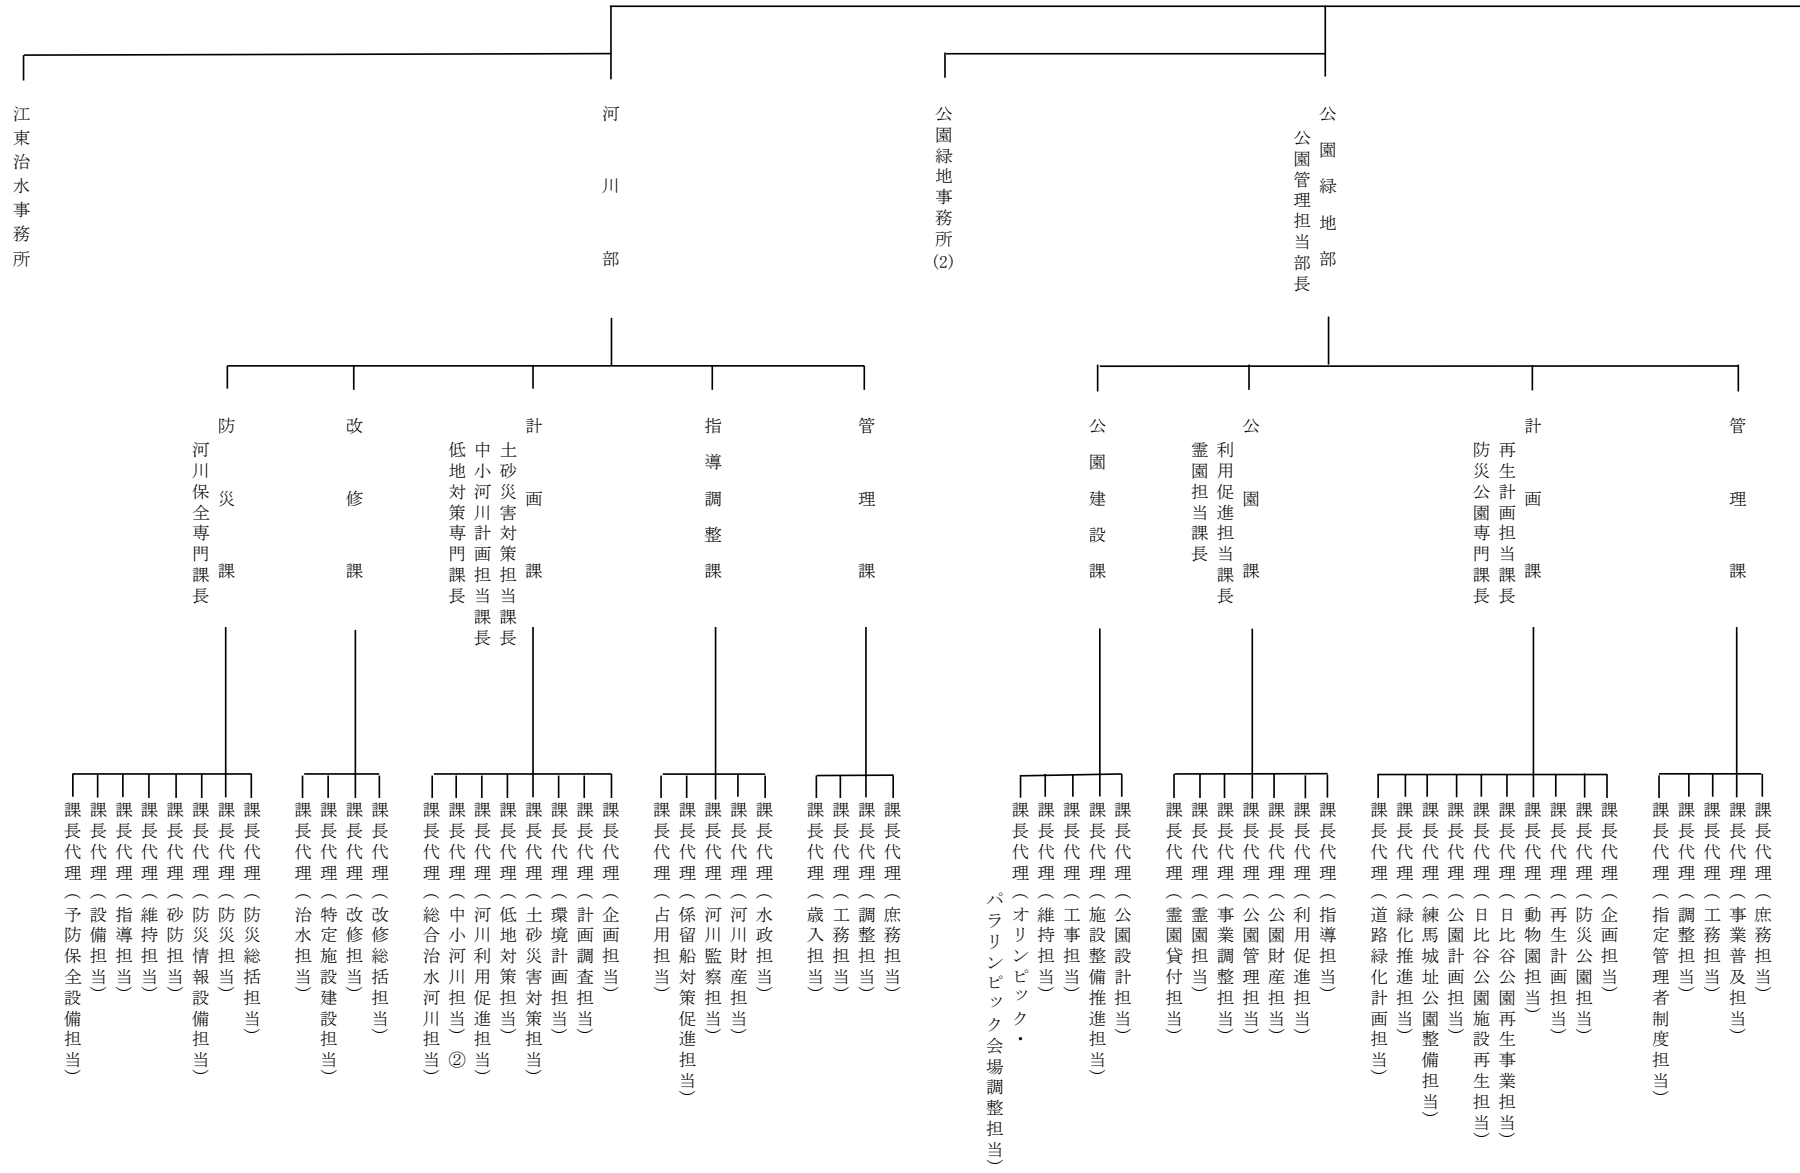 公園緑地部
公園管理担当部長
公園緑地事務所(2)
河川部
江東治水事務所
管理課
計画課
再生計画担当課長
防災公園専門課長
公園課
利用促進担当課長
霊園担当課長
公園建設課
管理課
指導調整課
計画課
土砂災害対策担当課長
中小河川計画担当課長
低地対策専門課長
改修課
防災課
河川保全専門課長
課長代理(庶務担当)
課長代理(事業普及担当)
課長代理(工務担当)
課長代理(調整担当)
課長代理(指定管理者制度担当)
課長代理(企画担当)
課長代理(防災公園担当)
課長代理(再生計画担当)
課長代理(動物園担当)
課長代理(日比谷公園再生事業担当)
課長代理(日比谷公園施設再生担当)
課長代理(公園計画担当)
課長代理(練馬城址公園整備担当)
課長代理(緑化推進担当)
課長代理(道路緑化計画担当)
課長代理(指導担当)
課長代理(利用促進担当)
課長代理(公園財産担当)
課長代理(公園管理担当)
課長代理(事業調整担当)
課長代理(霊園担当)
課長代理(霊園貸付担当)
課長代理(公園設計担当)
課長代理(施設整備推進担当)
課長代理(工事担当)
課長代理(維持担当)
課長代理(オリンピック・
パラリンピック会場調整担当)
課長代理(庶務担当)
課長代理(調整担当)
課長代理(工務担当)
課長代理(歳入担当)
課長代理(水政担当)
課長代理(河川財産担当)
課長代理(河川監察担当)
課長代理(係留船対策促進担当)
課長代理(占用担当)
課長代理(企画担当)
課長代理(計画調査担当)
課長代理(環境計画担当)
課長代理(土砂災害対策担当)
課長代理(低地対策担当)
課長代理(河川利用促進担当)
課長代理(中小河川担当)②
課長代理(総合治水河川担当)
課長代理(改修総括担当)
課長代理(改修担当)
課長代理(特定施設建設担当)
課長代理(治水担当)
課長代理(防災総括担当)
課長代理(防災担当)
課長代理(防災情報設備担当)
課長代理(砂防担当)
課長代理(維持担当)
課長代理(指導担当)
課長代理(設備担当)
課長代理(予防保全設備担当)